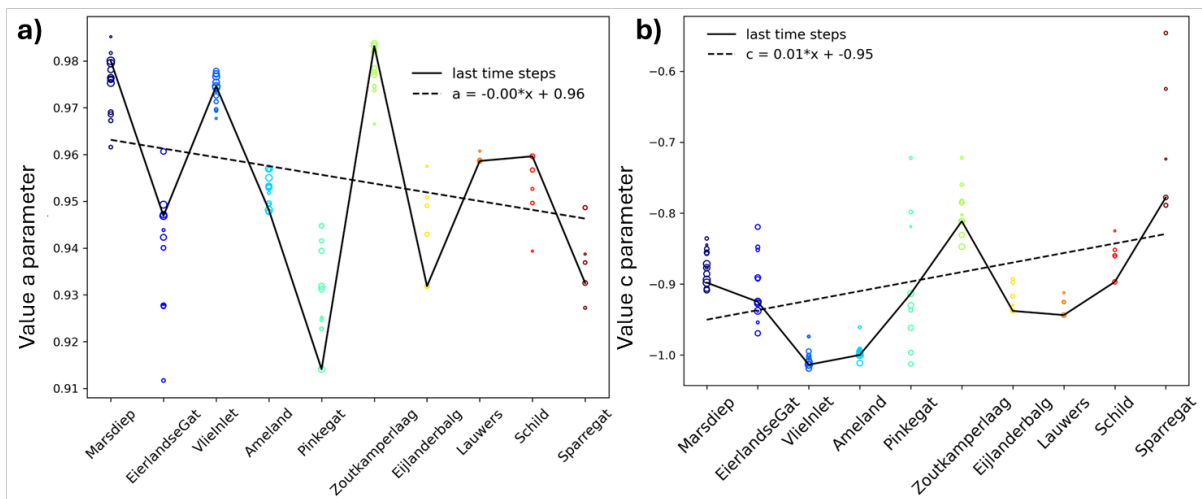 a)
Value a parameter
0.98
0.97
0.96
0.95
0.94
0.93
0.92
0.91
last time steps
a = -0.00*x + 0.96
Marsdiep
EierlandseGat
VlieInlet
Ameland
Pinkegat
Zoutkamperlaag
Eijlanderbalg
Lauwers
Schild
Sparregat
b)
Value c parameter
−0.6
−0.7
−0.8
−0.9
−1.0
last time steps
c = 0.01*x + -0.95
Marsdiep
EierlandseGat
VlieInlet
Ameland
Pinkegat
Zoutkamperlaag
Eijlanderbalg
Lauwers
Schild
Sparregat